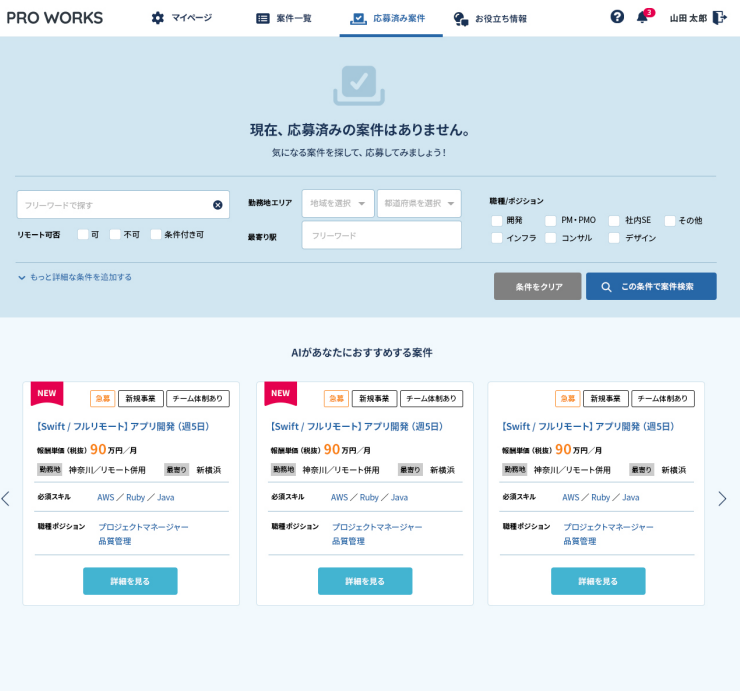 PRO WORKS マイページ 案件一覧 応募済み案件 お役立ち情報 3 山田 太郎
現在、応募済みの案件はありません。
気になる案件を探して、応募してみましょう!
フリーワードで探す
リモート可否 可 不可 条件付き可
勤務地エリア 地域を選択 都道府県を選択
最寄り駅 フリーワード
職種/ポジション
開発 PM・PMO 社内SE その他
インフラ コンサル デザイン
もっと詳細な条件を追加する
条件をクリア この条件で案件検索
AIがあなたにおすすめする案件
NEW 急募 新規事業 チーム体制あり
【Swift / フルリモート】アプリ開発(週5日)
報酬単価(税抜) 90万円/月
勤務地 神奈川/リモート併用 最寄り 新横浜
必須スキル AWS / Ruby / Java
職種ポジション プロジェクトマネージャー
品質管理
詳細を見る
NEW 急募 新規事業 チーム体制あり
【Swift / フルリモート】アプリ開発(週5日)
報酬単価(税抜) 90万円/月
勤務地 神奈川/リモート併用 最寄り 新横浜
必須スキル AWS / Ruby / Java
職種ポジション プロジェクトマネージャー
品質管理
詳細を見る
急募 新規事業 チーム体制あり
【Swift / フルリモート】アプリ開発(週5日)
報酬単価(税抜) 90万円/月
勤務地 神奈川/リモート併用 最寄り 新横浜
必須スキル AWS / Ruby / Java
職種ポジション プロジェクトマネージャー
品質管理
詳細を見る